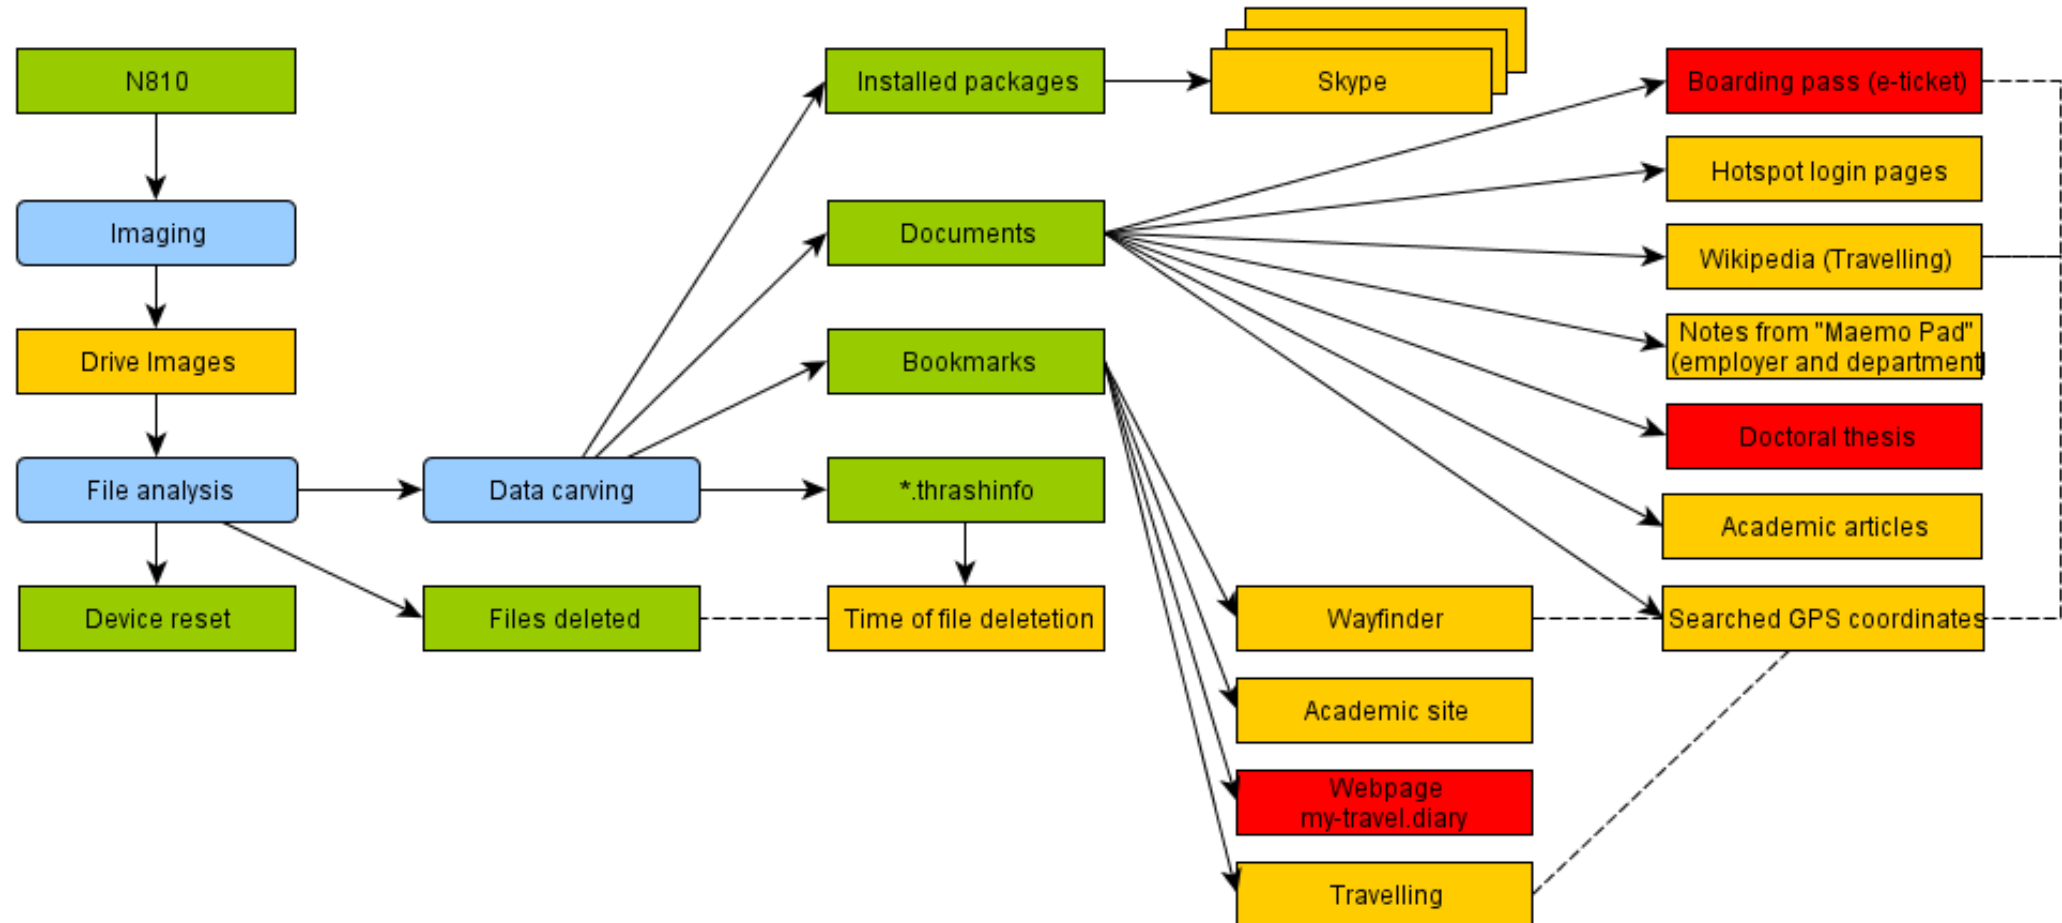 N810
Installed packages
Skype
Boarding pass (e-ticket)
Hotspot login pages
Imaging
Documents
Wikipedia (Travelling)
Notes from "Maemo Pad"
(employer and department)
Drive Images
Bookmarks
Doctoral thesis
File analysis
Data carving
*.thrashinfo
Academic articles
Device reset
Files deleted
Time of file deletetion
Wayfinder
Searched GPS coordinates
Academic site
Webpage
my-travel.diary
Travelling